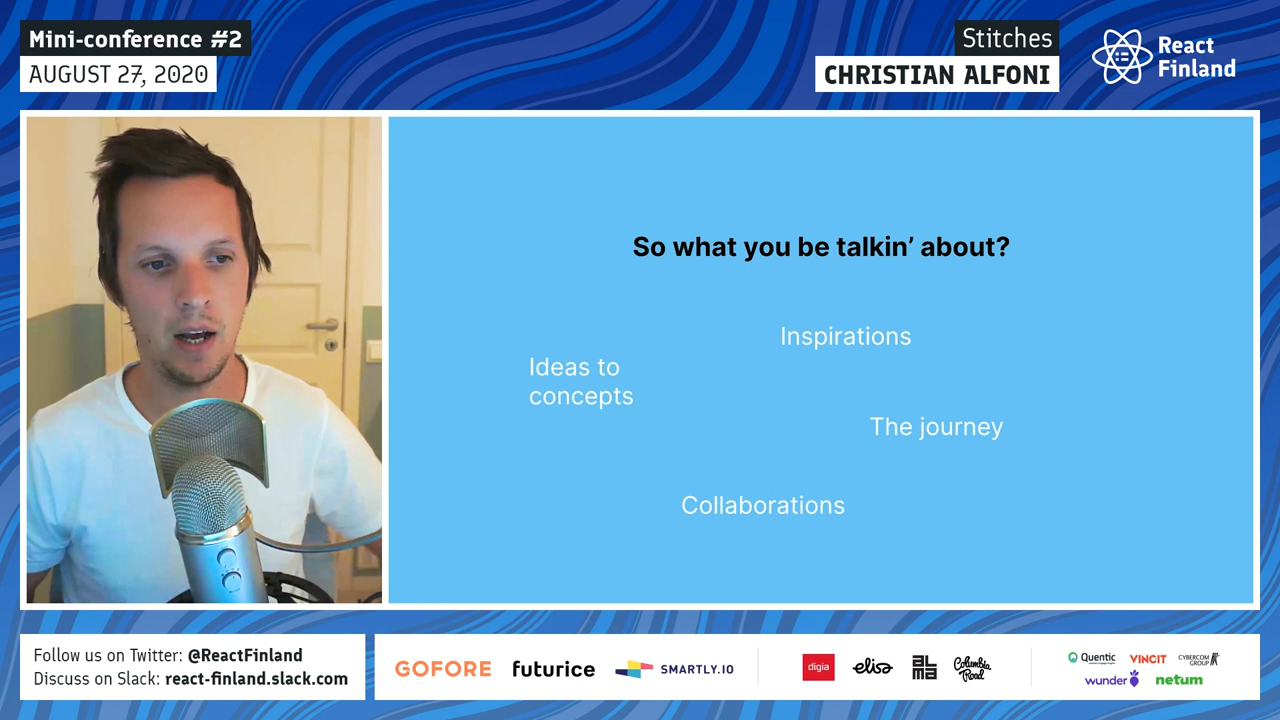 Mini-conference #2
AUGUST 27, 2020
Stitches
CHRISTIAN ALFONI
React
Finland
So what you be talkin’ about?
Inspirations
Ideas to
concepts
The journey
Collaborations
Follow us on Twitter: @ReactFinland
Discuss on Slack: react-finland.slack.com
GOFORE
futurice
SMARTLY.IO
digia
elisa
ALMA
Columbia
Road
Quentic
VINCIT
CYBERCOM
GROUP
wunder
netum